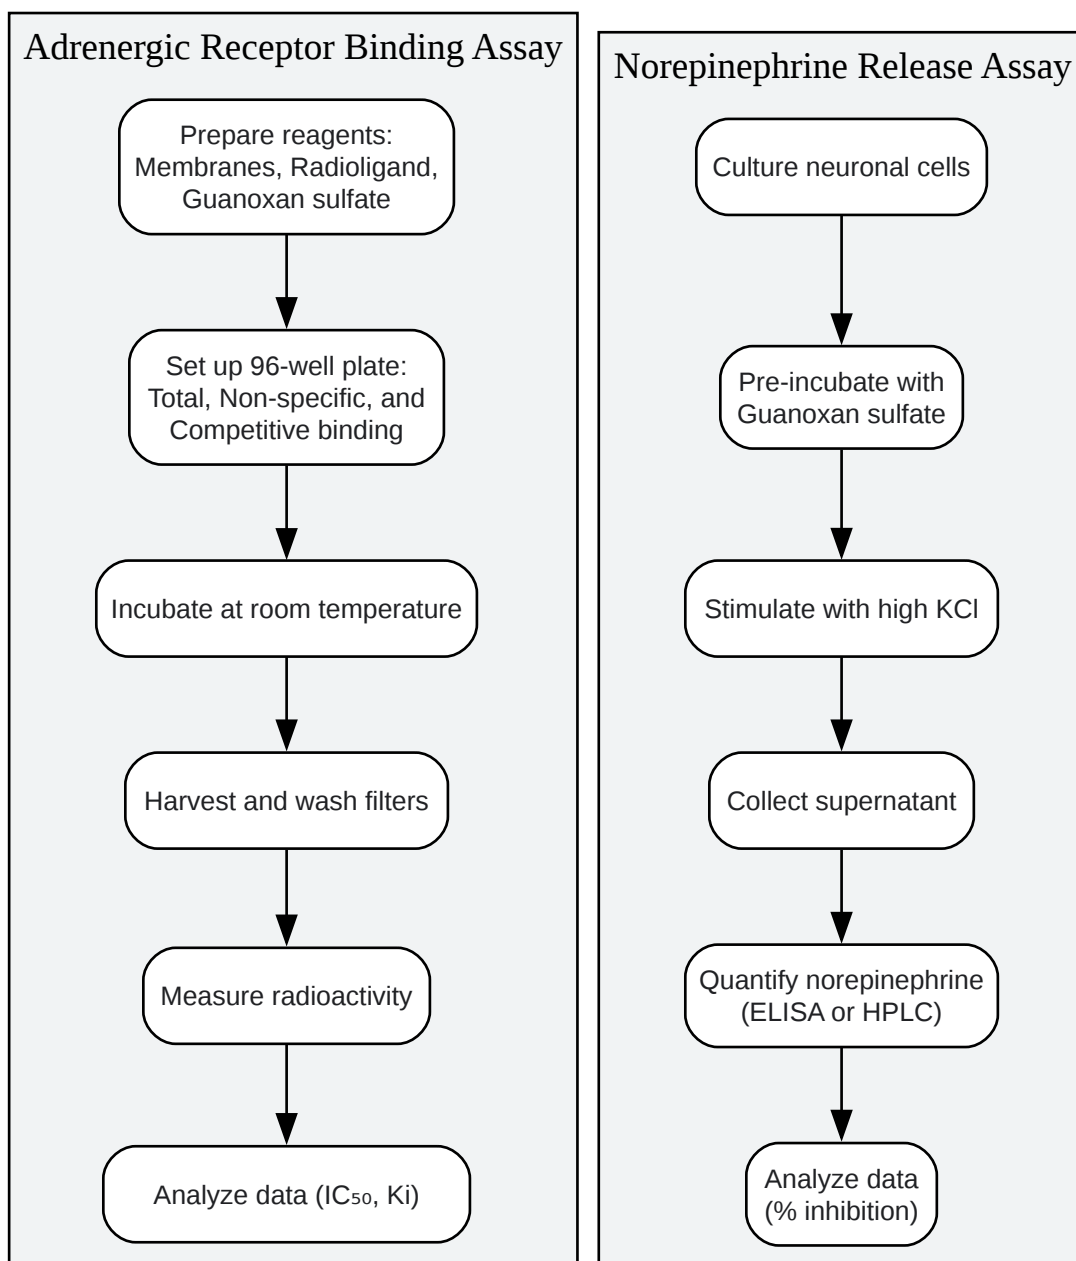 Adrenergic Receptor Binding Assay
Prepare reagents:
Membranes, Radioligand,
Guanoxan sulfate
Set up 96-well plate:
Total, Non-specific, and
Competitive binding
Incubate at room temperature
Harvest and wash filters
Measure radioactivity
Analyze data (IC₅₀, Ki)
Norepinephrine Release Assay
Culture neuronal cells
Pre-incubate with
Guanoxan sulfate
Stimulate with high KCl
Collect supernatant
Quantify norepinephrine
(ELISA or HPLC)
Analyze data
(% inhibition)